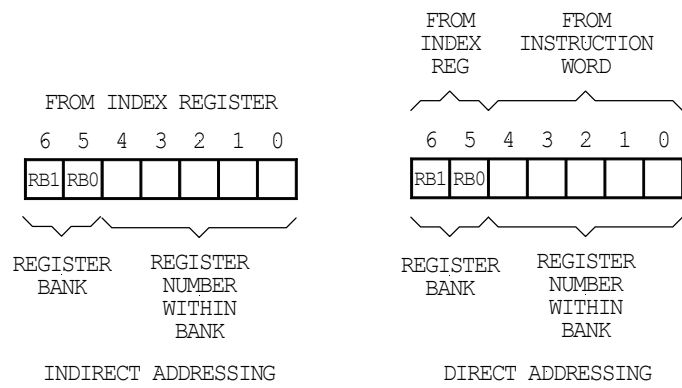 FROM INDEX REGISTER
6 5 4 3 2 1 0
RB1 RB0
REGISTER BANK
REGISTER NUMBER WITHIN BANK
INDIRECT ADDRESSING
FROM INDEX REG
FROM INSTRUCTION WORD
6 5 4 3 2 1 0
RB1 RB0
REGISTER BANK
REGISTER NUMBER WITHIN BANK
DIRECT ADDRESSING